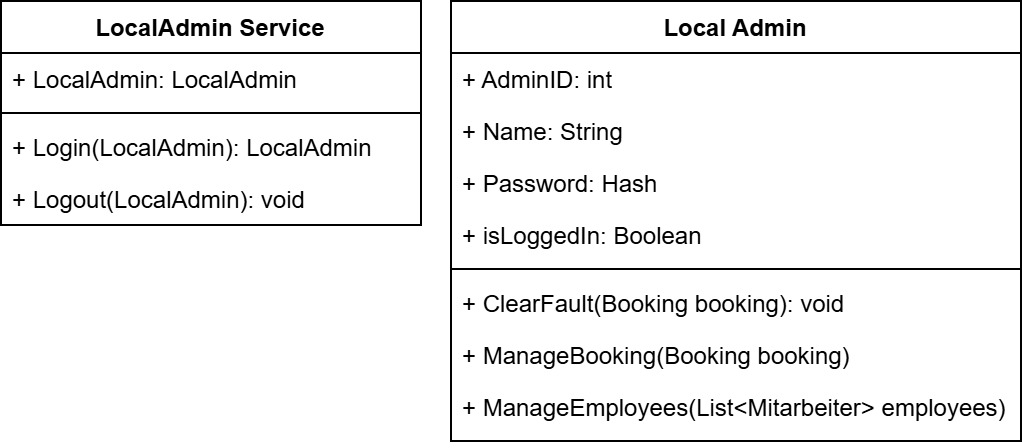 LocalAdmin Service
+ LocalAdmin: LocalAdmin
+ Login(LocalAdmin): LocalAdmin
+ Logout(LocalAdmin): void
Local Admin
+ AdminID: int
+ Name: String
+ Password: Hash
+ isLoggedIn: Boolean
+ ClearFault(Booking booking): void
+ ManageBooking(Booking booking)
+ ManageEmployees(List<Mitarbeiter> employees)